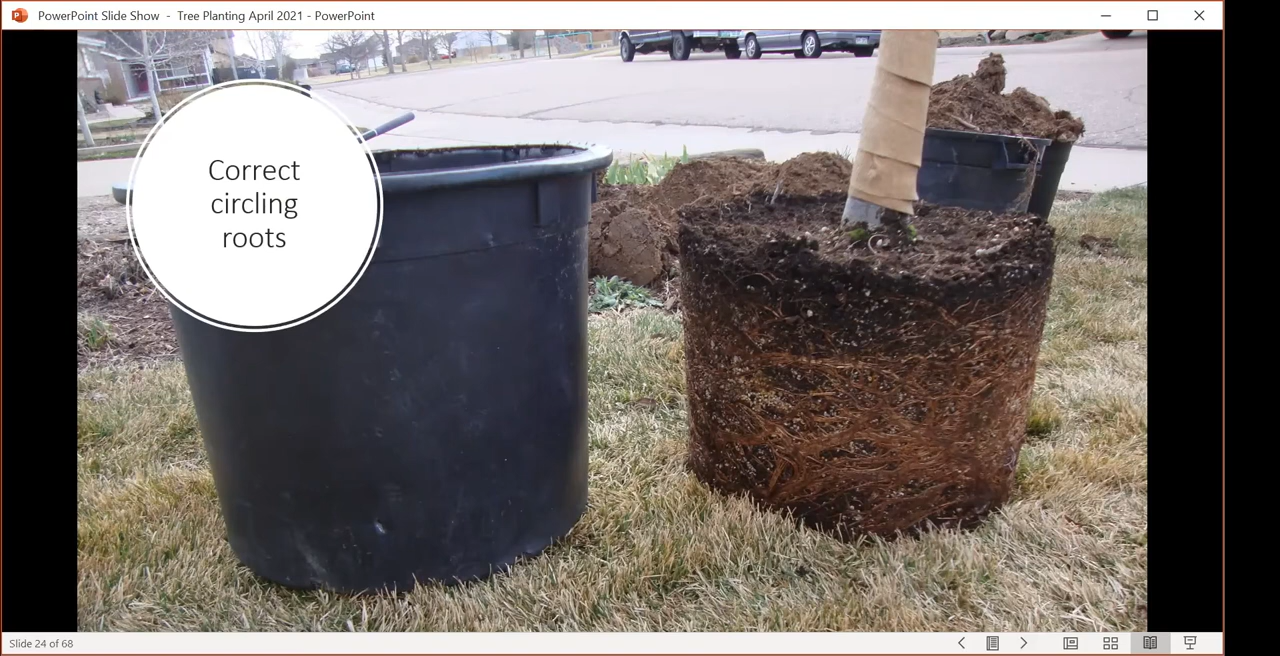 PowerPoint Slide Show - Tree Planting April 2021 - PowerPoint
Correct
circling
roots
Slide 24 of 68